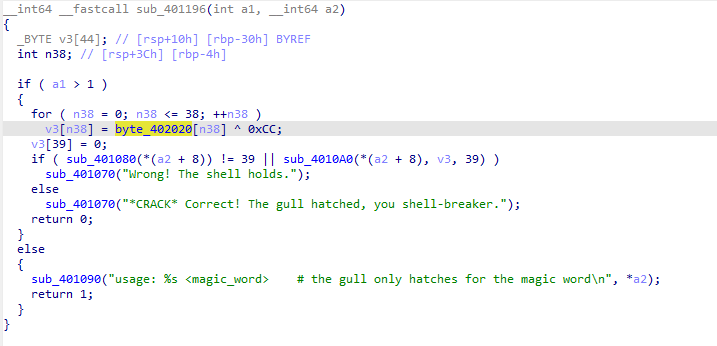 __int64 __fastcall sub_401196(int a1, __int64 a2)
{
  _BYTE v3[44]; // [rsp+10h] [rbp-30h] BYREF
  int n38; // [rsp+3Ch] [rbp-4h]

  if ( a1 > 1 )
  {
    for ( n38 = 0; n38 <= 38; ++n38 )
      v3[n38] = byte_402020[n38] ^ 0xCC;
    v3[39] = 0;
    if ( sub_401080(*(a2 + 8)) != 39 || sub_4010A0(*(a2 + 8), v3, 39) )
      sub_401070("Wrong! The shell holds.");
    else
      sub_401070("*CRACK* Correct! The gull hatched, you shell-breaker.");
    return 0;
  }
  else
  {
    sub_401090("usage: %s <magic_word>    # the gull only hatches for the magic word\n", *a2);
    return 1;
  }
}